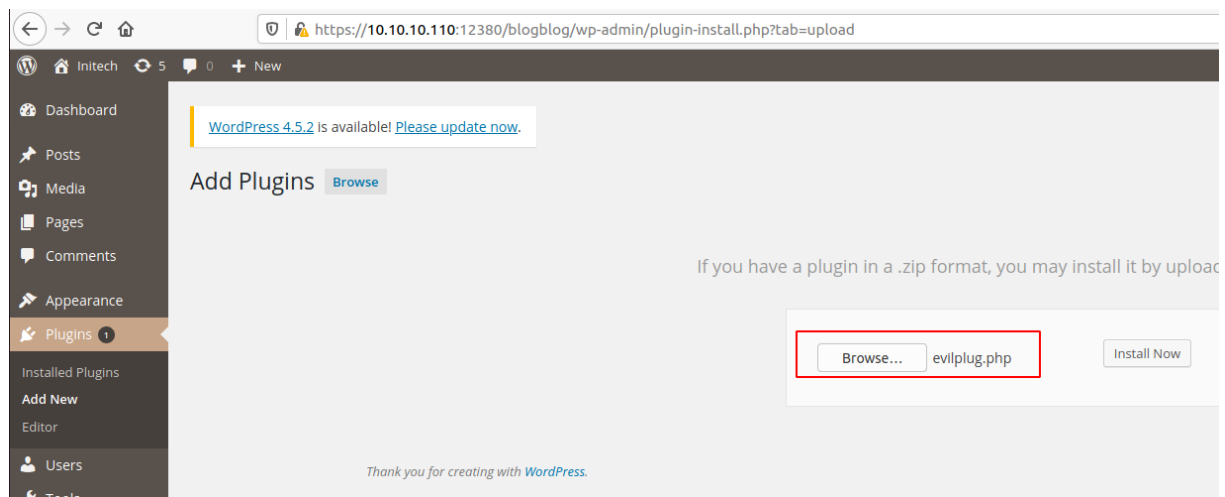 https://10.10.10.110:12380/blogblog/wp-admin/plugin-install.php?tab=upload
Initech 5 0 + New
Dashboard
WordPress 4.5.2 is available! Please update now.
Posts
Add Plugins Browse
Media
Pages
Comments
If you have a plugin in a .zip format, you may install it by upload
Appearance
Plugins 1
Browse... evilplug.php Install Now
Installed Plugins
Add New
Editor
Users
Thank you for creating with WordPress.